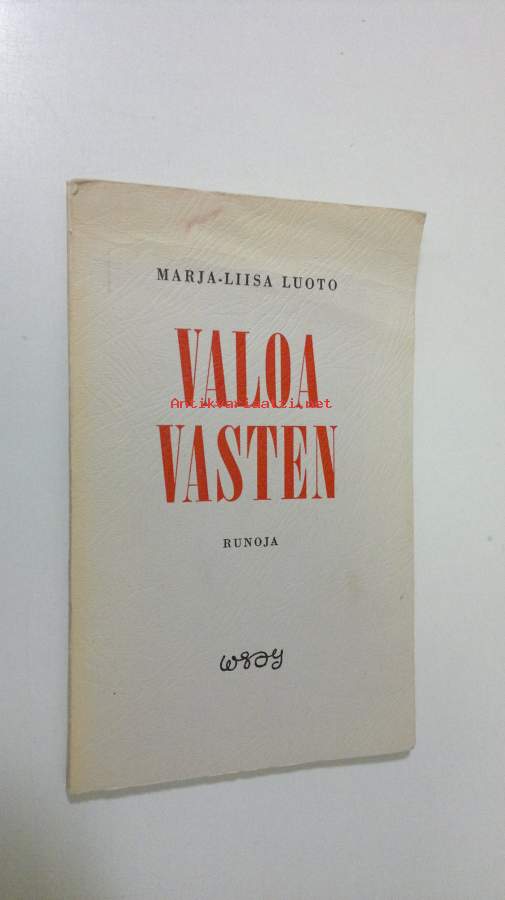 MARJA-LIISA LUOTO
VALOA
Antikvariaatti.net
VASTEN
RUNOJA
WSOY